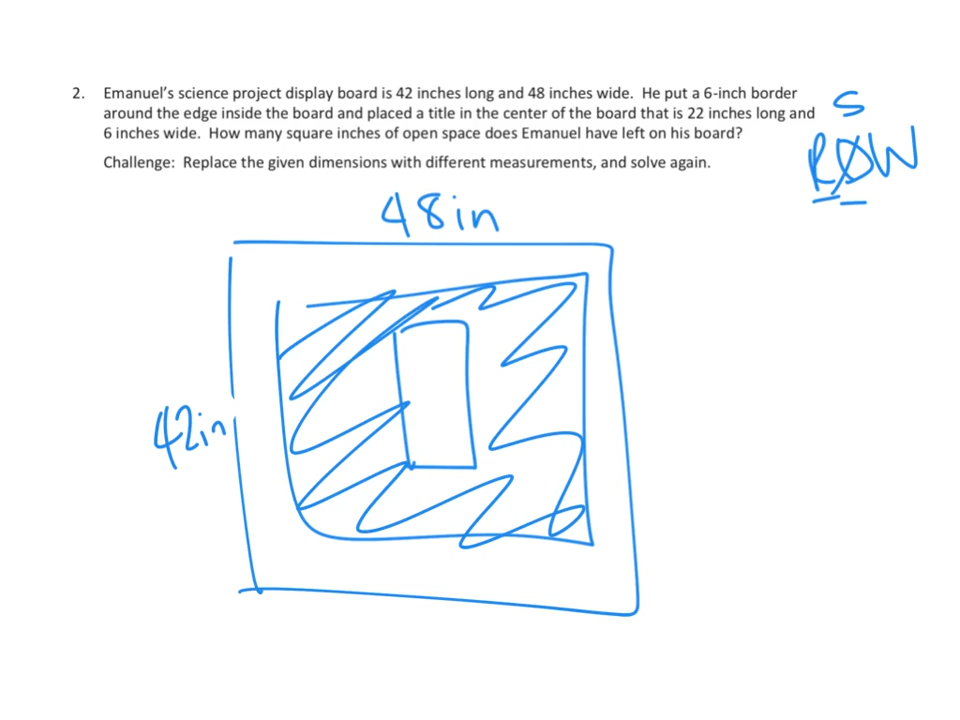 2. Emanuel's science project display board is 42 inches long and 48 inches wide. He put a 6-inch border
around the edge inside the board and placed a title in the center of the board that is 22 inches long and
6 inches wide. How many square inches of open space does Emanuel have left on his board?
Challenge: Replace the given dimensions with different measurements, and solve again.
S
RDW
48in
42in